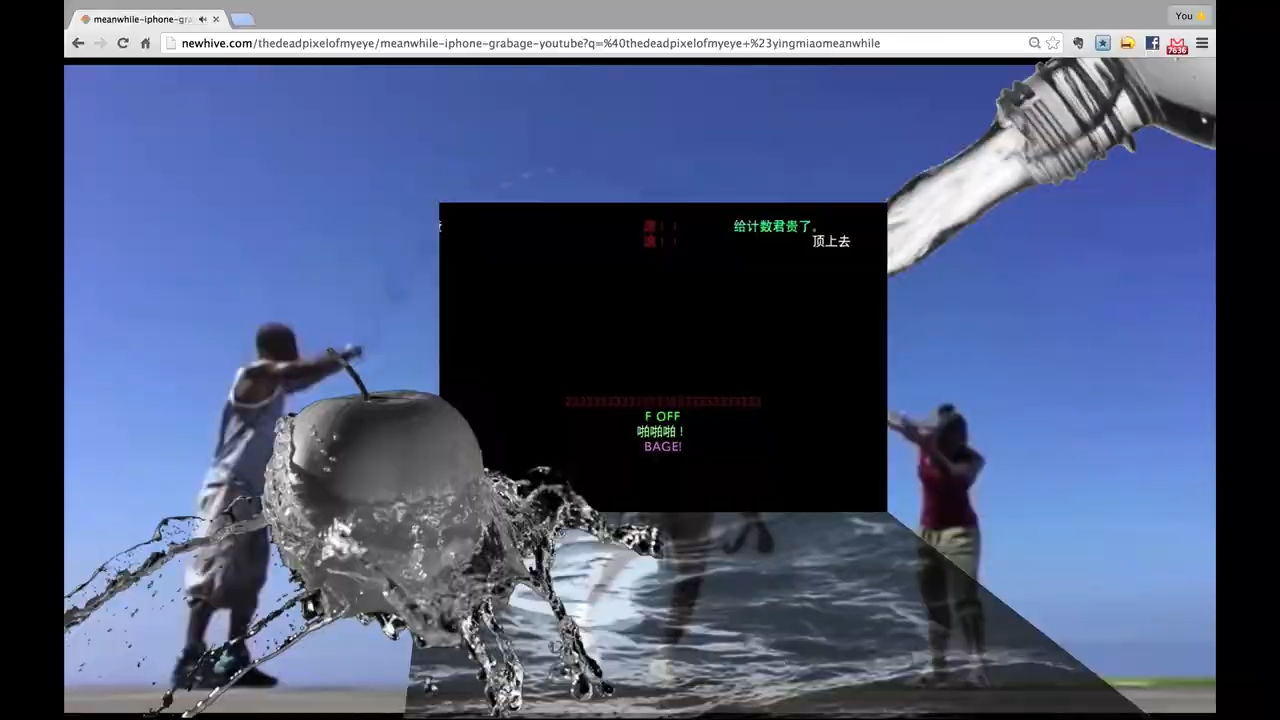 meanwhile-iphone-gra
You
newhive.com/thedeadpixelofmyeye/meanwhile-iphone-grabage-youtube?q=%40thedeadpixelofmyeye+%23yingmiaomeanwhile
7636
给计数君贵了。
顶上去
F OFF
啪啪啪！
BAGE!